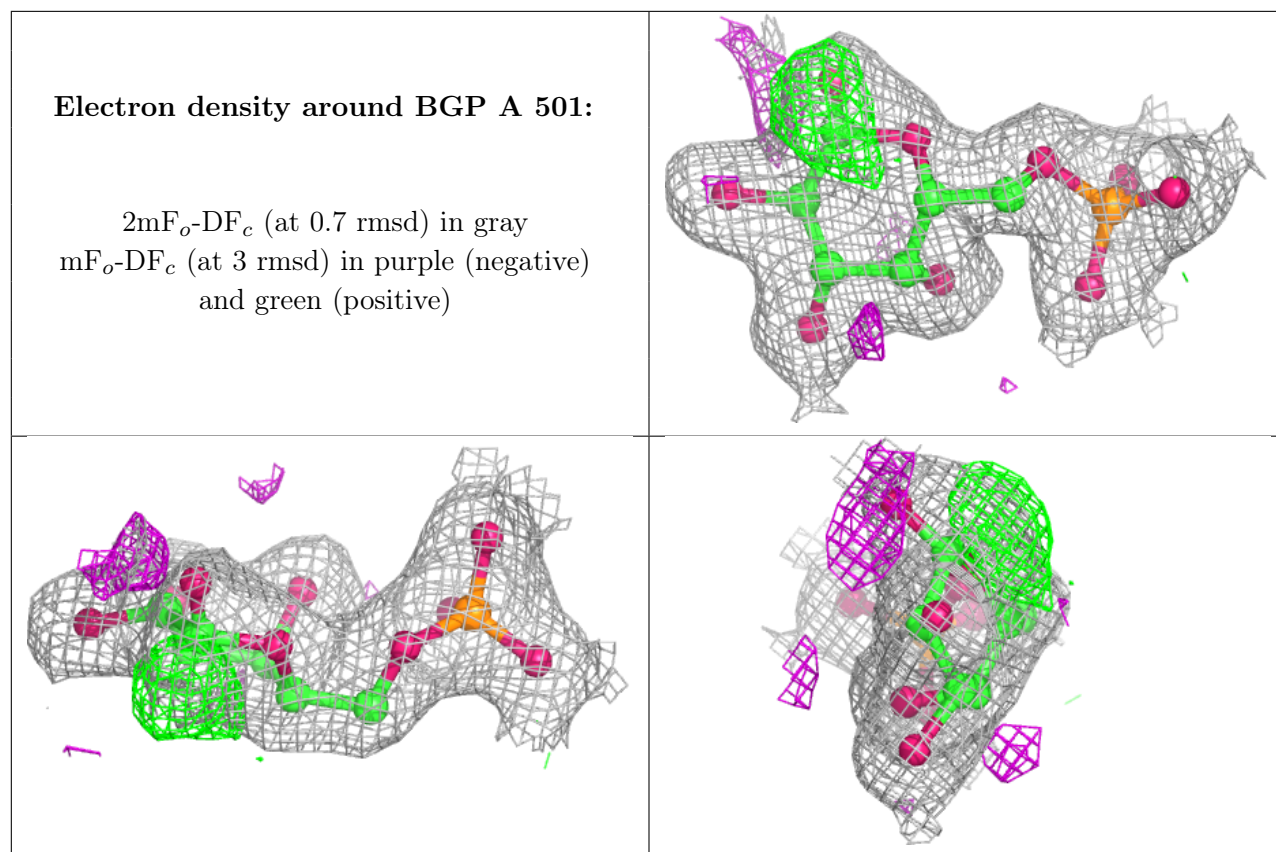 Electron density around BGP A 501:
2mFo-DFc (at 0.7 rmsd) in gray
mFo-DFc (at 3 rmsd) in purple (negative)
and green (positive)